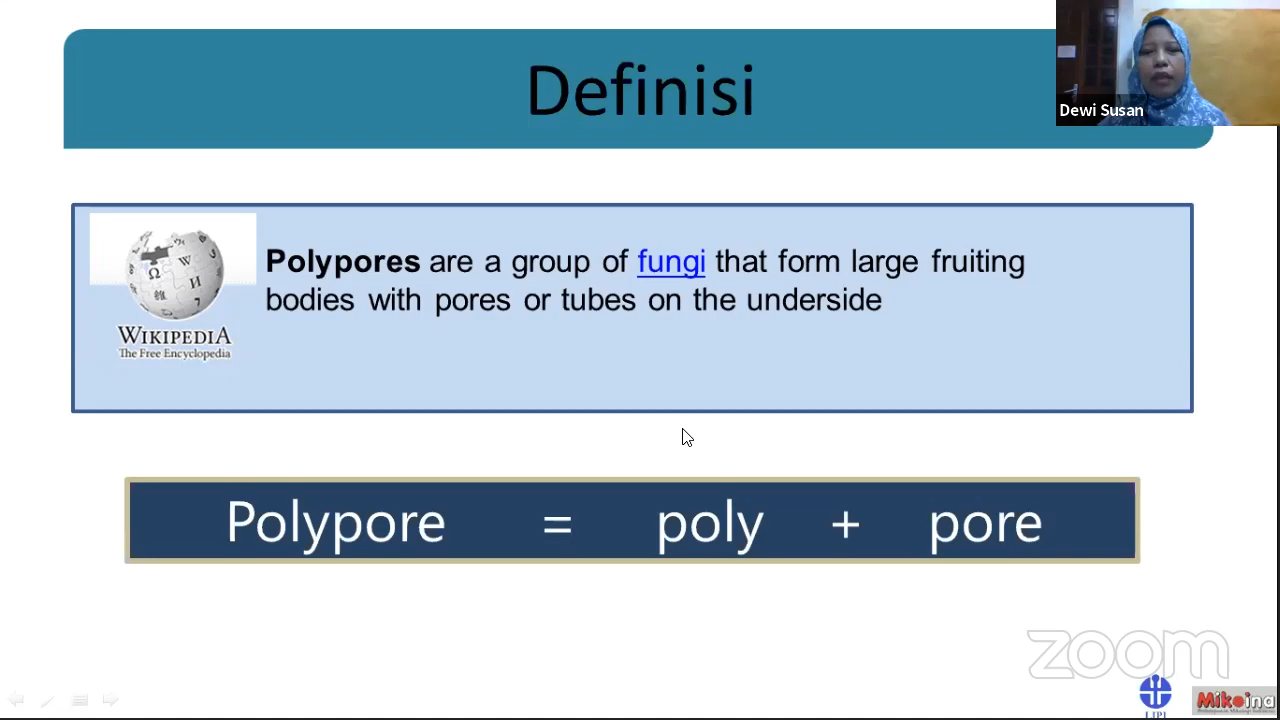 Definisi
Dewi Susan
Polypores are a group of fungi that form large fruiting
bodies with pores or tubes on the underside
WIKIPEDIA
The Free Encyclopedia
Polypore = poly + pore
zoom
LIPI
Mikoina